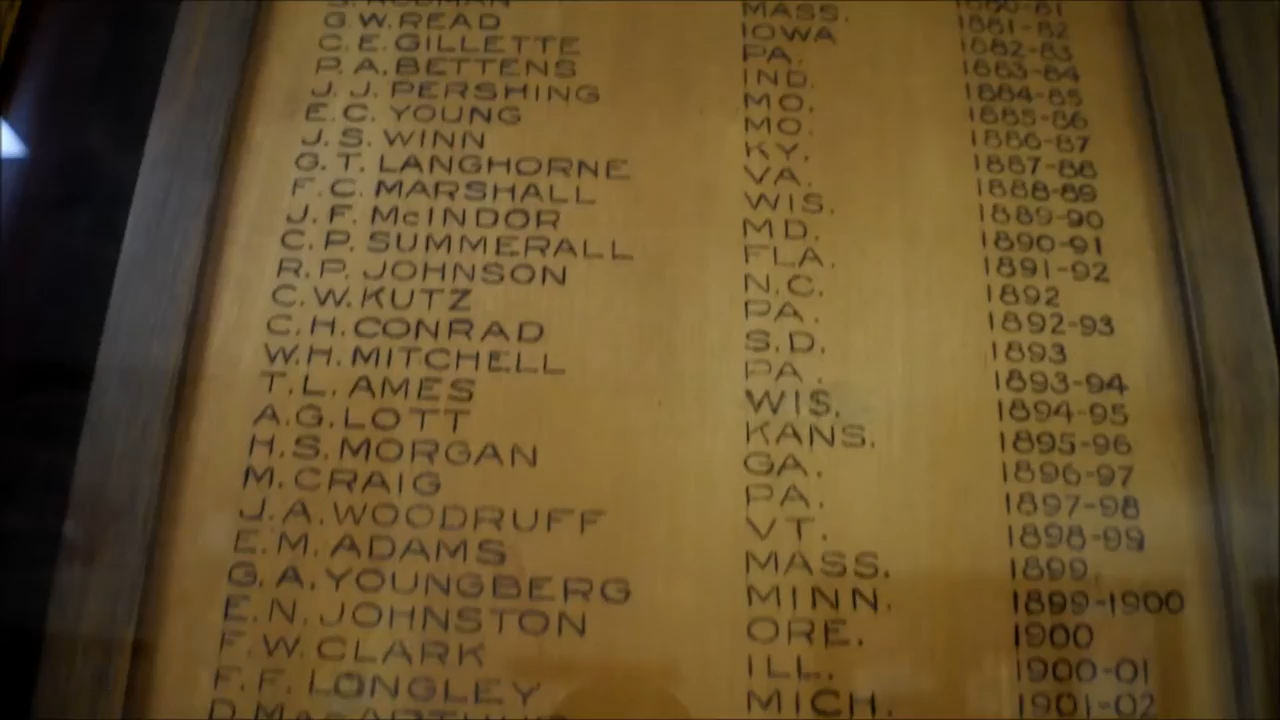 1880-81
MASS. 1881-82
G.W. READ IOWA 1882-83
C.E. GILLETTE PA. 1883-84
P.A. BETTENS IND. 1884-85
J.J. PERSHING MO. 1885-86
E.C. YOUNG MO. 1886-87
J.S. WINN KY. 1887-88
G.T. LANGHORNE VA. 1888-89
F.C. MARSHALL WIS. 1889-90
J.F. McINDOR MD. 1890-91
C.P. SUMMERALL FLA. 1891-92
R.P. JOHNSON N.C. 1892
C.W. KUTZ PA. 1892-93
C.H. CONRAD S.D. 1893
W.H. MITCHELL PA. 1893-94
T.L. AMES WIS. 1894-95
A.G. LOTT KANS. 1895-96
H.S. MORGAN GA. 1896-97
M. CRAIG PA. 1897-98
J.A. WOODRUFF VT. 1898-99
E.M. ADAMS MASS. 1899
G.A. YOUNGBERG MINN. 1899-1900
E.N. JOHNSTON ORE. 1900
F.W. CLARK ILL. 1900-01
F.F. LONGLEY MICH. 1901-02